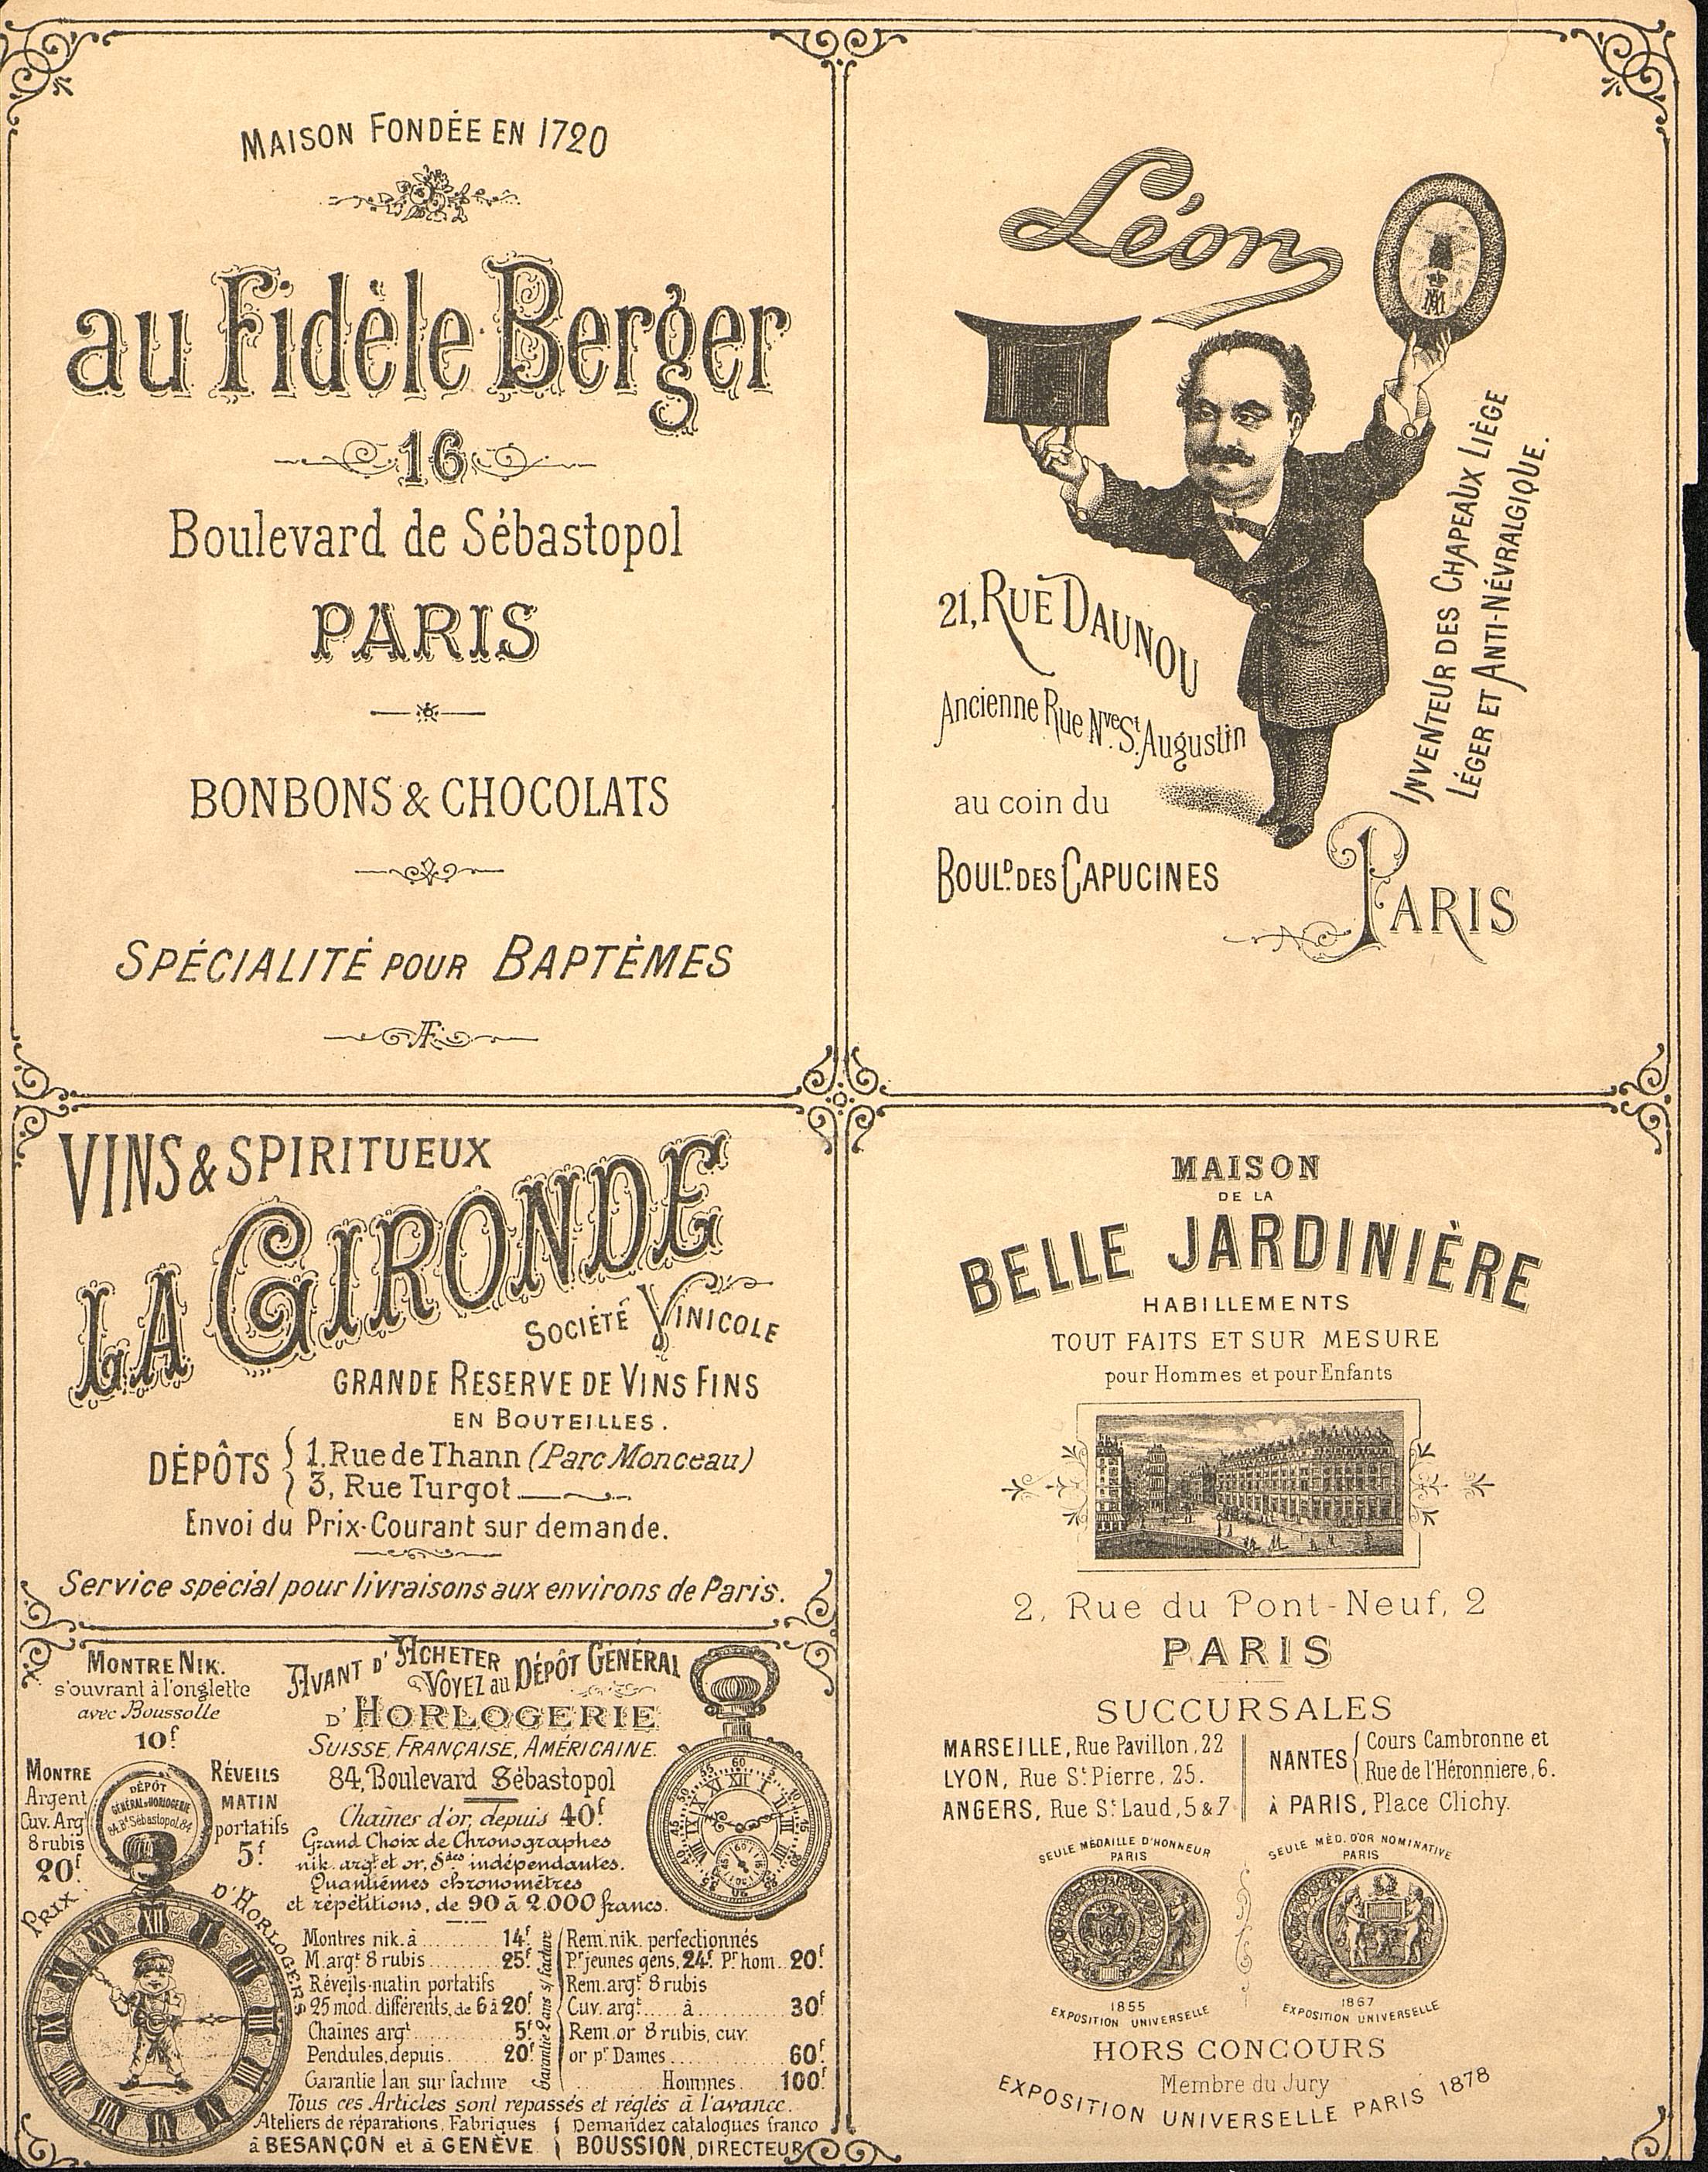 MAISON FONDÉE EN 1720
au Fidèle Berger
16
Boulevard de Sébastopol
PARIS
BONBONS & CHOCOLATS
SPÉCIALITÉ POUR BAPTÈMES
Léon
21, RUE DAUNOU
Ancienne Rue Nve St. Augustin
au coin du
BOULD. DES CAPUCINES
INVENTEUR DES CHAPEAUX LIÈGE
LÉGER ET ANTI-NÉVRALGIQUE.
PARIS
VINS & SPIRITUEUX
LA GIRONDE
SOCIÉTÉ VINICOLE
GRANDE RESERVE DE VINS FINS
EN BOUTEILLES.
DÉPÔTS { 1, Rue de Thann (Parc Monceau)
3, Rue Turgot
Envoi du Prix-Courant sur demande.
Service spécial pour livraisons aux environs de Paris.
MONTRE NIK.
s'ouvrant à l'onglette
avec Boussolle
10f
MONTRE
Argent
Cuv. Arg
8 rubis
20f
RÉVEILS
MATIN
portatifs
5f
DÉPÔT
GÉNÉRAL D'HORLOGERIE
84, Bd Sébastopol, 84
PRIX D'HORLOGERS
AVANT D'ACHETER
VOYEZ au DÉPÔT GÉNÉRAL
D'HORLOGERIE
SUISSE, FRANÇAISE, AMÉRICAINE.
84, Boulevard Sébastopol
Chaînes d'or, depuis 40f
Grand Choix de Chronographes
nik. argt et or, Sdes indépendantes.
Quantièmes chronomètres
et répétitions, de 90 à 2.000 francs.
Montres nik. à 14f
M. argt 8 rubis 25f
Réveils-matin portatifs
25 mod. différents, de 6 à 20f
Chaînes argt 5f
Pendules, depuis 20f
Garantie 1 an sur facture
Garantie 2 ans s/ facture
Rem. nik. perfectionnés
Pr jeunes gens, 24f Pr hom. 20f
Rem. argt 8 rubis
Cuv. argt à 30f
Rem. or 8 rubis, cuv.
or pr Dames 60f
Hommes 100f
Tous ces Articles sont repassés et réglés à l'avance.
Ateliers de réparations, Fabriques
à BESANÇON et à GENÈVE
Demandez catalogues franco
BOUSSION, DIRECTEUR
MAISON
DE LA
BELLE JARDINIÈRE
HABILLEMENTS
TOUT FAITS ET SUR MESURE
pour Hommes et pour Enfants
2, Rue du Pont-Neuf, 2
PARIS
SUCCURSALES
MARSEILLE, Rue Pavillon, 22
LYON, Rue St Pierre, 25.
ANGERS, Rue St Laud, 5 & 7
NANTES { Cours Cambronne et
Rue de l'Héronniere, 6.
À PARIS, Place Clichy.
SEULE MÉDAILLE D'HONNEUR
PARIS
1855
EXPOSITION UNIVERSELLE
SEULE MÉD. D'OR NOMINATIVE
PARIS
1867
EXPOSITION UNIVERSELLE
HORS CONCOURS
Membre du Jury
EXPOSITION UNIVERSELLE PARIS 1878